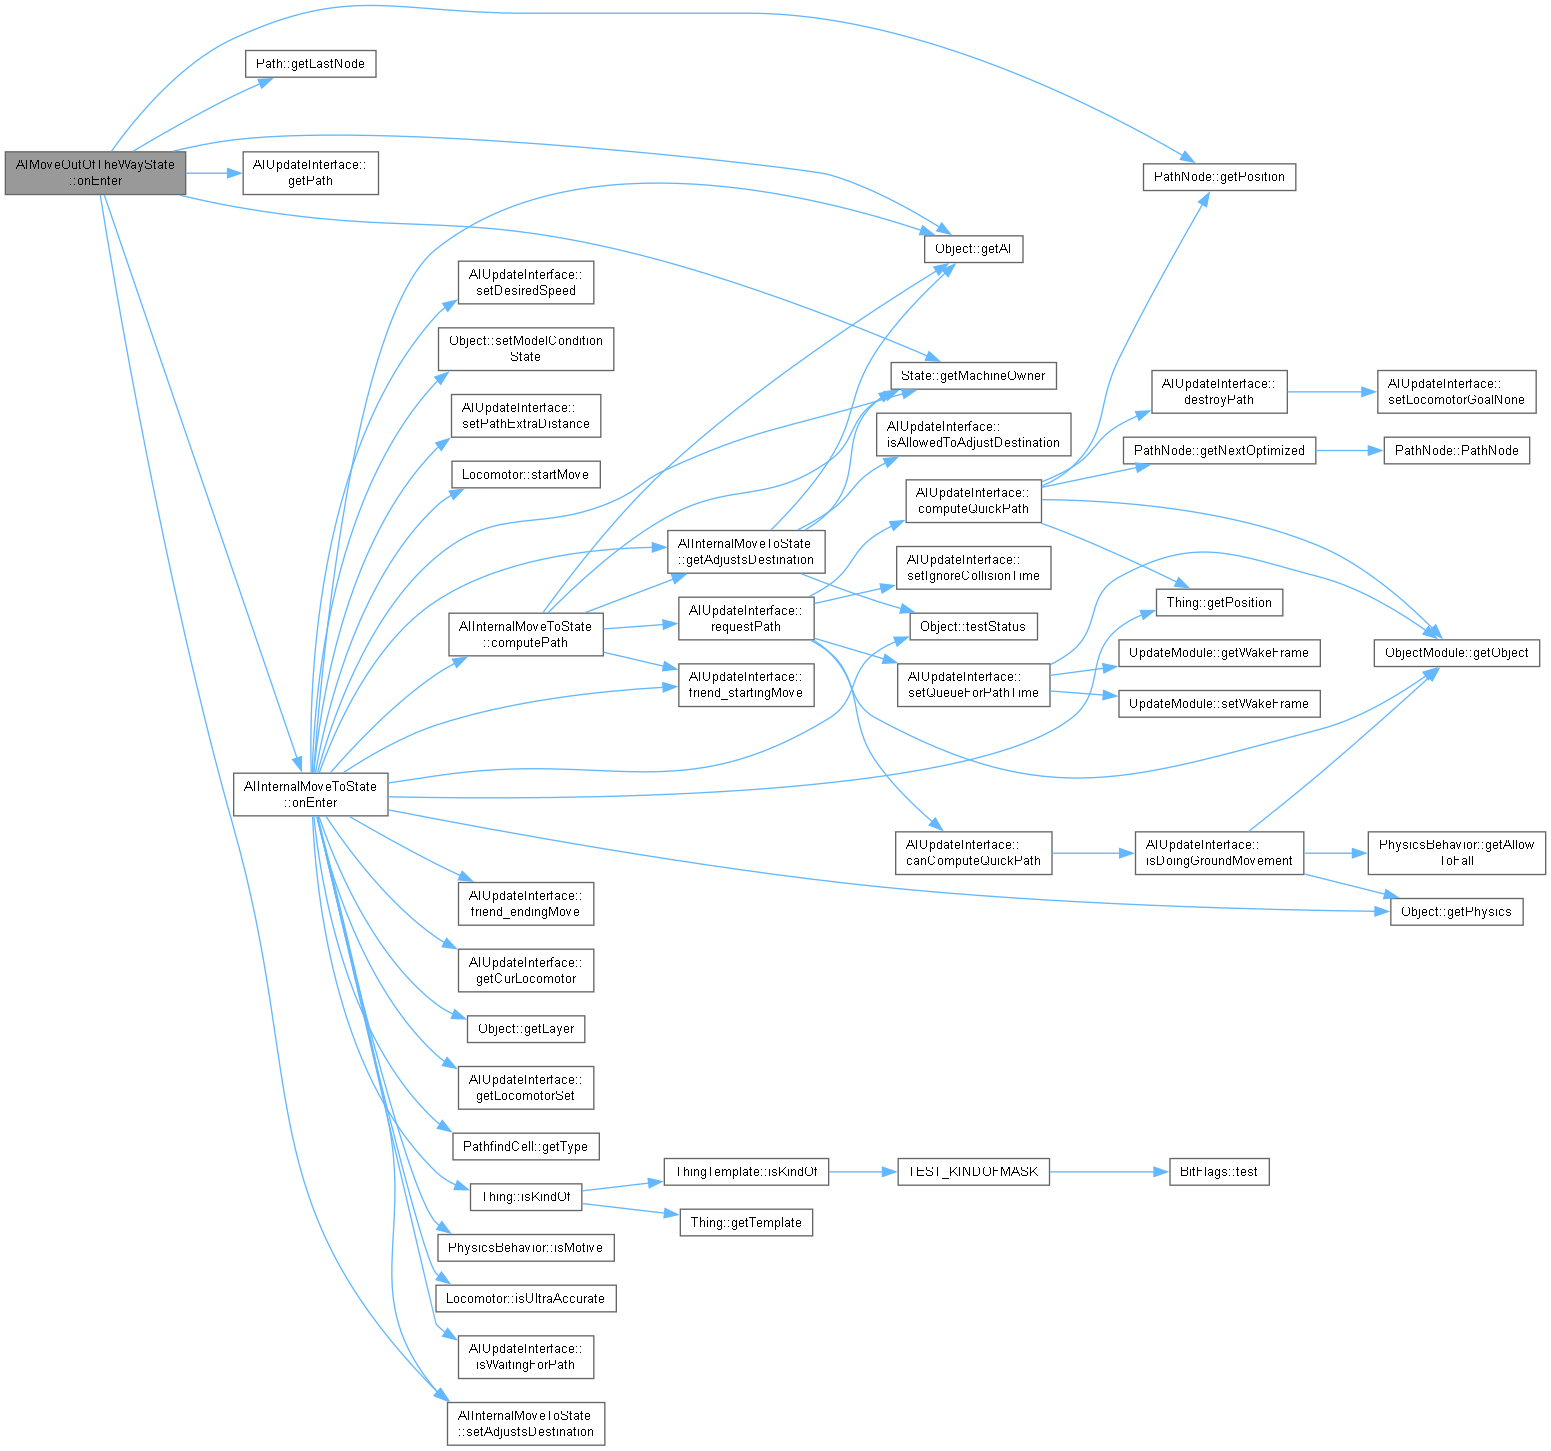 AIMoveOutOfTheWayState
::onEnter
Path::getLastNode
AIUpdateInterface::
getPath
AIInternalMoveToState
::onEnter
AIUpdateInterface::
setDesiredSpeed
Object::setModelCondition
State
AIUpdateInterface::
setPathExtraDistance
Locomotor::startMove
AIInternalMoveToState
::computePath
AIUpdateInterface::
friend_endingMove
AIUpdateInterface::
getCurLocomotor
Object::getLayer
AIUpdateInterface::
getLocomotorSet
PathfindCell::getType
Thing::isKindOf
PhysicsBehavior::isMotive
Locomotor::isUltraAccurate
AIUpdateInterface::
isWaitingForPath
AIInternalMoveToState
::setAdjustsDestination
AIInternalMoveToState
::getAdjustsDestination
AIUpdateInterface::
requestPath
AIUpdateInterface::
friend_startingMove
ThingTemplate::isKindOf
Thing::getTemplate
Object::getAI
State::getMachineOwner
AIUpdateInterface::
isAllowedToAdjustDestination
AIUpdateInterface::
computeQuickPath
AIUpdateInterface::
setIgnoreCollisionTime
Object::testStatus
AIUpdateInterface::
setQueueForPathTime
AIUpdateInterface::
canComputeQuickPath
TEST_KINDOFMASK
PathNode::getPosition
AIUpdateInterface::
destroyPath
PathNode::getNextOptimized
Thing::getPosition
UpdateModule::getWakeFrame
UpdateModule::setWakeFrame
AIUpdateInterface::
isDoingGroundMovement
BitFlags::test
AIUpdateInterface::
setLocomotorGoalNone
PathNode::PathNode
ObjectModule::getObject
PhysicsBehavior::getAllow
ToFall
Object::getPhysics